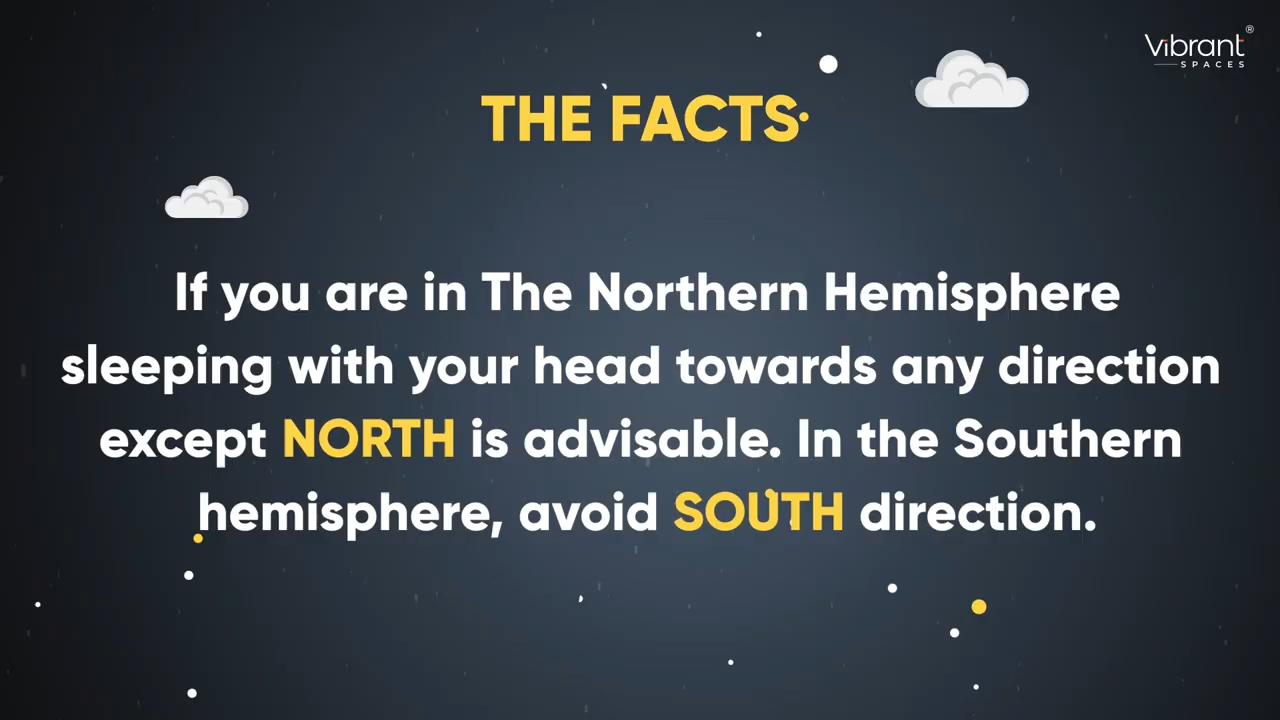 Vibrant®
SPACES
THE FACTS
If you are in The Northern Hemisphere
sleeping with your head towards any direction
except NORTH is advisable. In the Southern
hemisphere, avoid SOUTH direction.